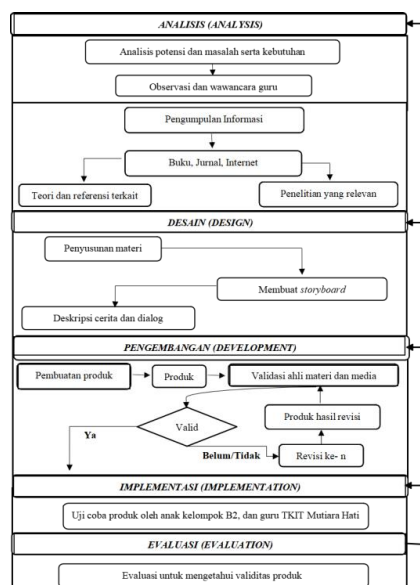 ANALISIS (ANALYSIS)
Analisis potensi dan masalah serta kebutuhan
Observasi dan wawancara guru
Pengumpulan Informasi
Buku, Jurnal, Internet
Teori dan referensi terkait
Penelitian yang relevan
DESAIN (DESIGN)
Penyusunan materi
Membuat storyboard
Deskripsi cerita dan dialog
PENGEMBANGAN (DEVELOPMENT)
Pembuatan produk
Produk
Validasi ahli materi dan media
Produk hasil revisi
Valid
Ya
Belum/Tidak
Revisi ke- n
IMPLEMENTASI (IMPLEMENTATION)
Uji coba produk oleh anak kelompok B2, dan guru TKIT Mutiara Hati
EVALUASI (EVALUATION)
Evaluasi untuk mengetahui validitas produk